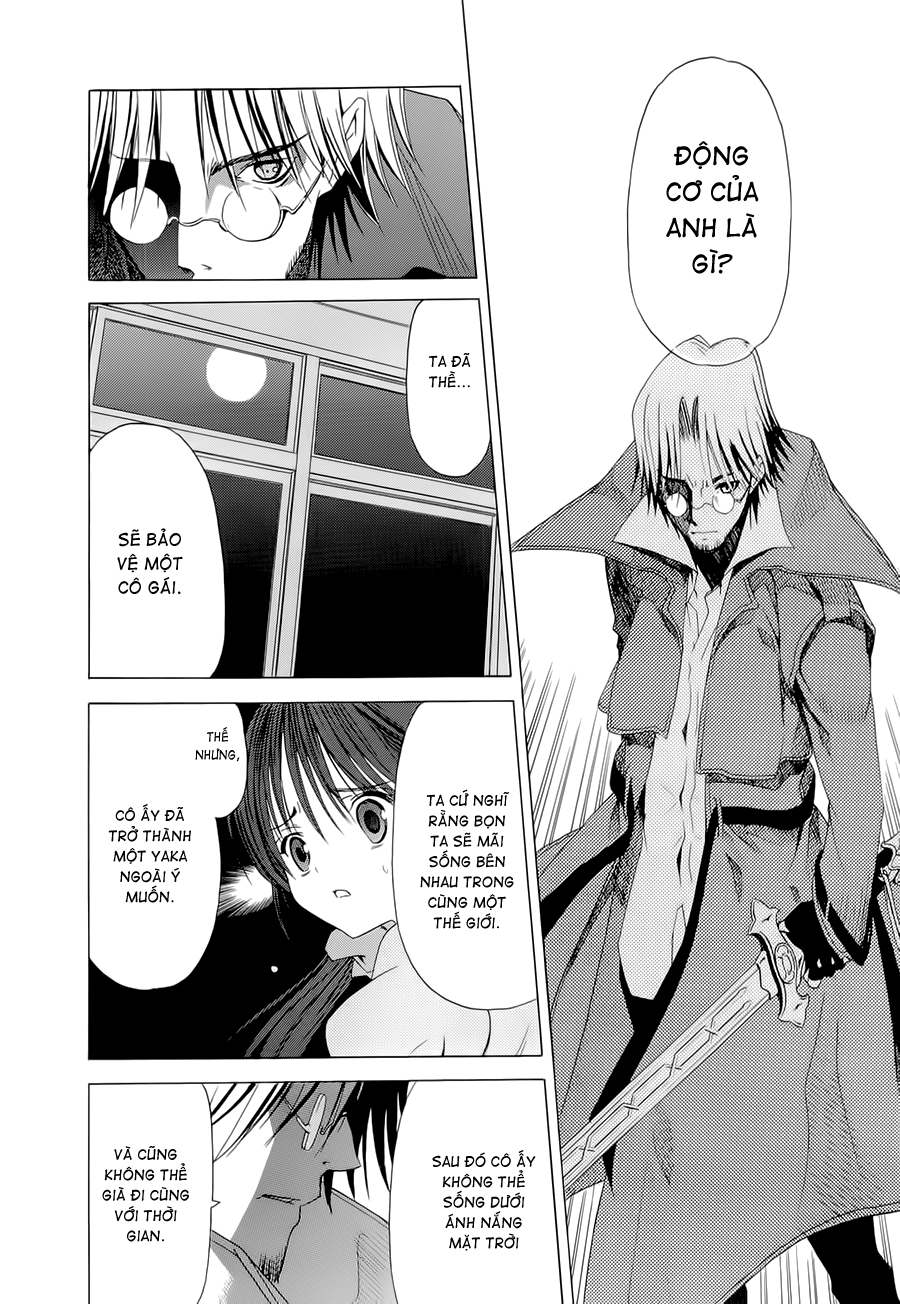 ĐỘNG
CƠ CỦA
ANH LÀ
GÌ?
TA ĐÃ
THỀ...
SẼ BẢO
VỆ MỘT
CÔ GÁI.
TA CỨ NGHĨ
RẰNG BỌN
TA SẼ MÃI
SỐNG BÊN
NHAU TRONG
CÙNG MỘT
THẾ GIỚI.
THẾ
NHƯNG,
CÔ ẤY ĐÃ
TRỞ THÀNH
MỘT YAKA
NGOÀI Ý
MUỐN.
SAU ĐÓ CÔ ẤY
KHÔNG THỂ
SỐNG DƯỚI
ÁNH NẮNG
MẶT TRỜI
VÀ CŨNG
KHÔNG THỂ
GIÀ ĐI CÙNG
VỚI THỜI
GIAN.